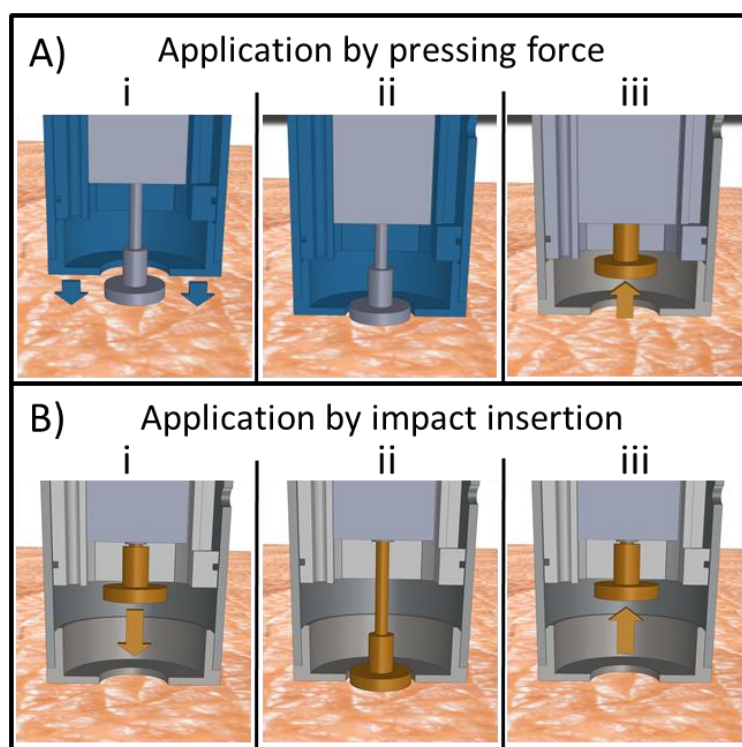 A) Application by pressing force
i ii iii
B) Application by impact insertion
i ii iii